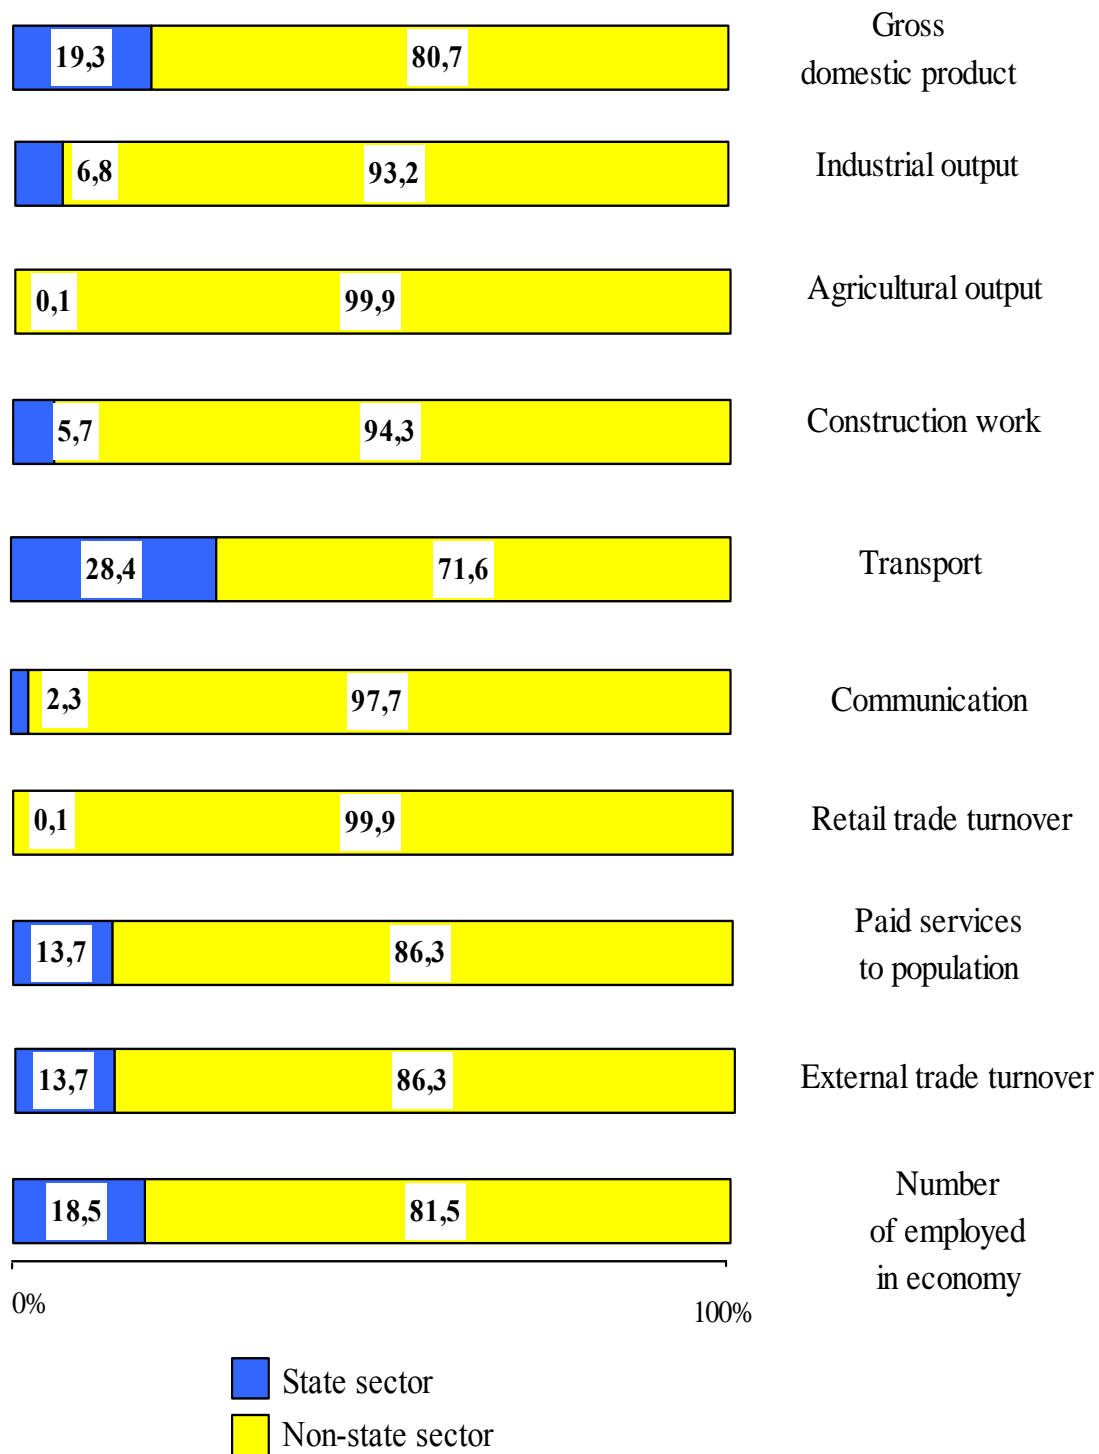 Gross
domestic product
19,3 80,7
6,8 93,2 Industrial output
0,1 99,9 Agricultural output
5,7 94,3 Construction work
28,4 71,6 Transport
2,3 97,7 Communication
0,1 99,9 Retail trade turnover
Paid services
to population
13,7 86,3
13,7 86,3 External trade turnover
Number
of employed
in economy
18,5 81,5
0% 100%
State sector
Non-state sector